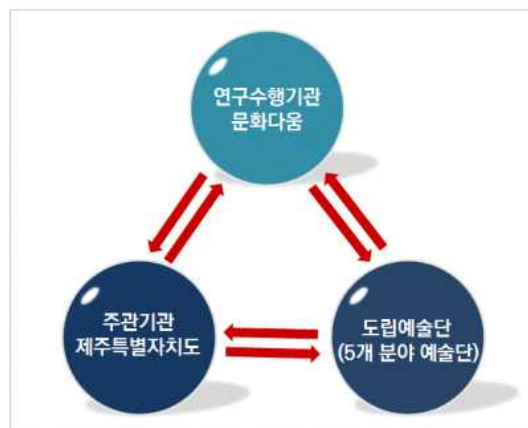 연구수행기관
문화다움
주관기관
제주특별자치도
도립예술단
(5개 분야 예술단)